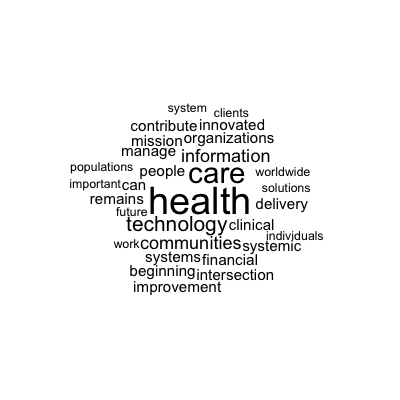 system clients
contribute innovated
mission organizations
manage information
populations people care worldwide
important can health solutions
remains delivery
future technology clinical
work communities systemic individuals
systems financial
beginning intersection
improvement